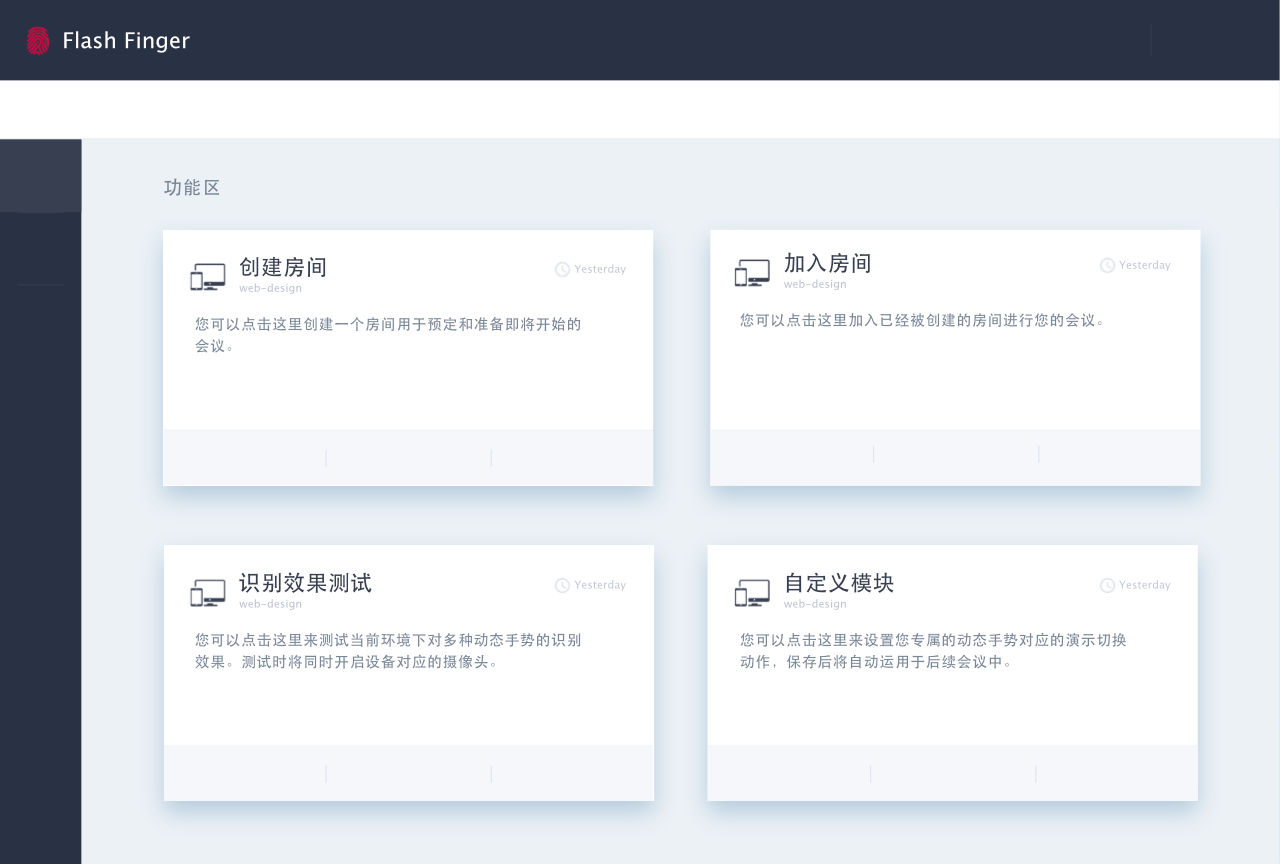 Flash Finger
功能区
创建房间
Yesterday
web-design
您可以点击这里创建一个房间用于预定和准备即将开始的
会议。
加入房间
Yesterday
web-design
您可以点击这里加入已经被创建的房间进行您的会议。
识别效果测试
Yesterday
web-design
您可以点击这里来测试当前环境下对多种动态手势的识别
效果。测试时将同时开启设备对应的摄像头。
自定义模块
Yesterday
web-design
您可以点击这里来设置您专属的动态手势对应的演示切换
动作，保存后将自动运用于后续会议中。